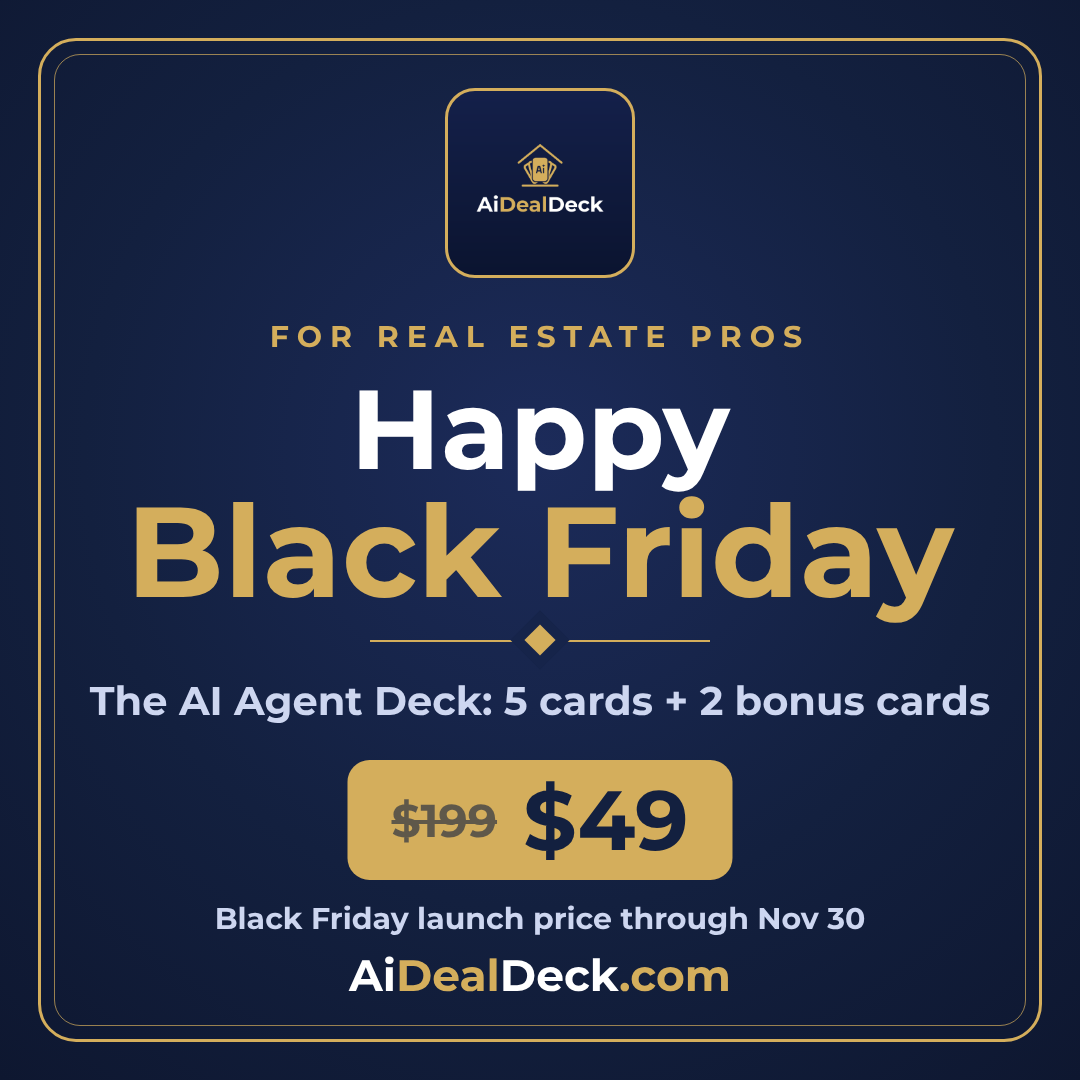 Ai
AiDealDeck
FOR REAL ESTATE PROS
Happy
Black Friday
The AI Agent Deck: 5 cards + 2 bonus cards
$199 $49
Black Friday launch price through Nov 30
AiDealDeck.com